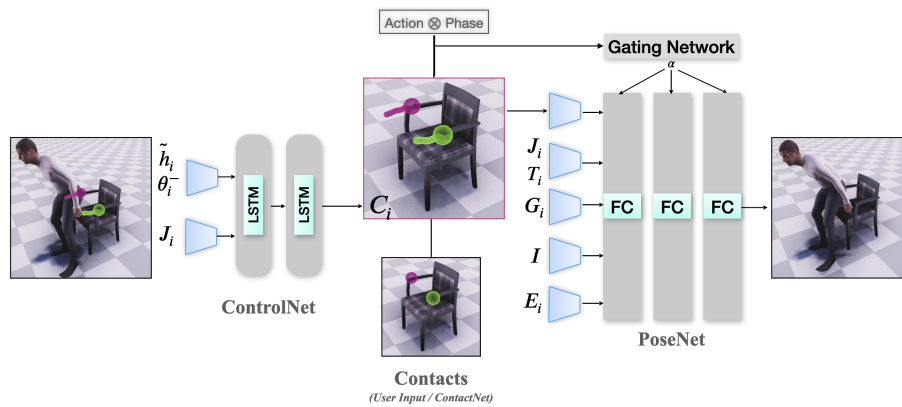 Action ⊗ Phase
Gating Network
α
h̃ᵢ
θᵢ⁻
Jᵢ
LSTM
LSTM
Cᵢ
Jᵢ
Tᵢ
Gᵢ
I
Eᵢ
FC
FC
FC
ControlNet
PoseNet
Contacts
(User Input / ContactNet)